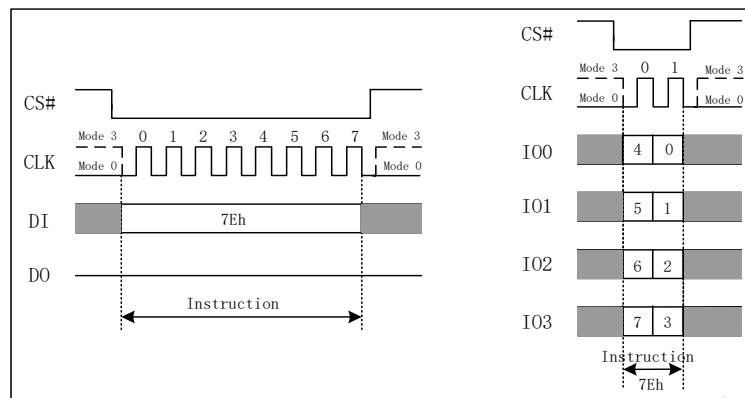 CS#
Mode 3 0 1 2 3 4 5 6 7 Mode 3
CLK Mode 0 Mode 0
DI 7Eh
DO
Instruction
CS#
Mode 3 0 1 Mode 3
CLK Mode 0 Mode 0
IO0 4 0
IO1 5 1
IO2 6 2
IO3 7 3
Instruction
7Eh